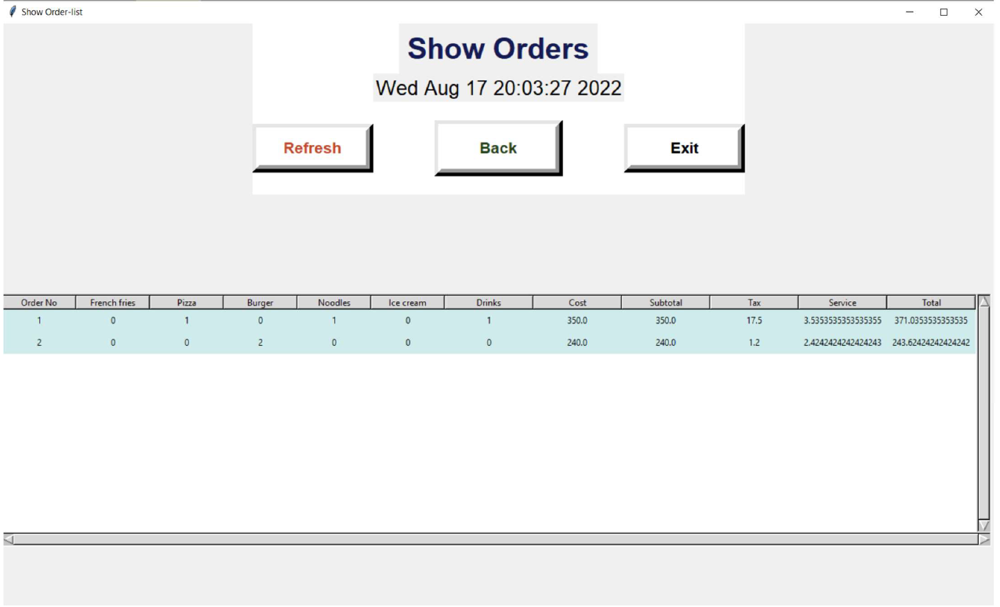 Show Order-list
Show Orders
Wed Aug 17 20:03:27 2022
Refresh Back Exit
Order No French fries Pizza Burger Noodles Ice cream Drinks Cost Subtotal Tax Service Total
1 0 1 0 1 0 1 350.0 350.0 17.5 3.5353535353535355 371.0353535353535
2 0 0 2 0 0 0 240.0 240.0 1.2 2.4242424242424243 243.62424242424242